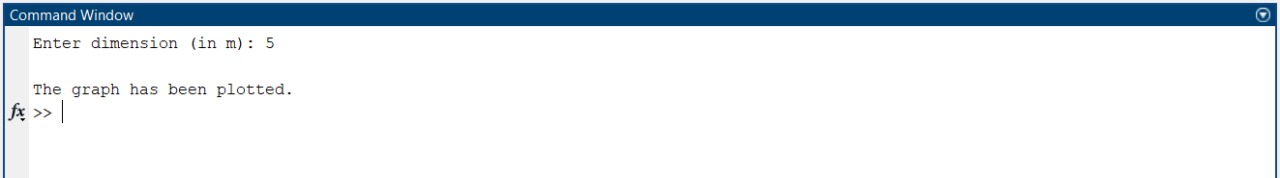 Command Window
Enter dimension (in m): 5
The graph has been plotted.
fx >>